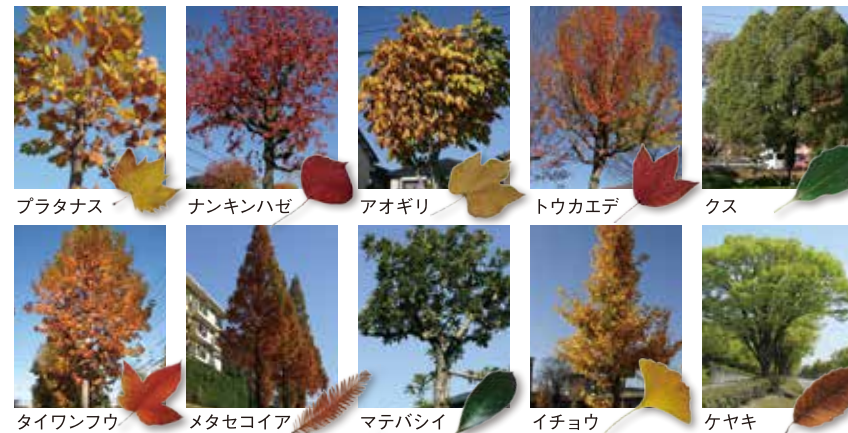 プラタナス
ナンキンハゼ
アオギリ
トウカエデ
クス
タイワンフウ
メタセコイア
マテバシイ
イチョウ
ケヤキ